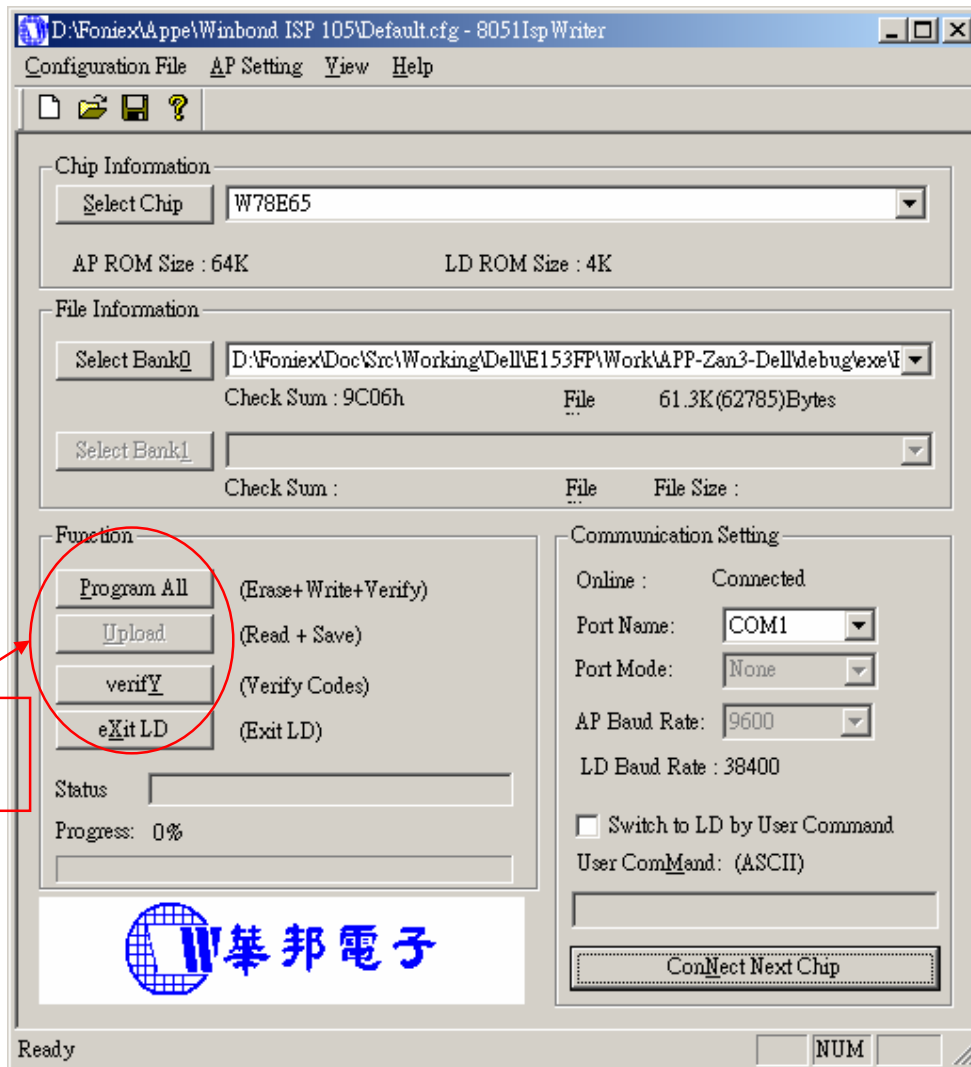 D:\Foniex\Appe\Winbond ISP 105\Default.cfg - 8051IspWriter
Configuration File AP Setting View Help
Chip Information
Select Chip W78E65
AP ROM Size : 64K LD ROM Size : 4K
File Information
Select Bank0 D:\Foniex\Doc\Src\Working\Dell\E153FP\Work\APP-Zan3-Dell\debug\exe\
Check Sum : 9C06h File 61.3K(62785)Bytes
Select Bank1
Check Sum : File File Size :
Function
Program All (Erase+Write+Verify)
Upload (Read + Save)
verifY (Verify Codes)
eXit LD (Exit LD)
Status
Progress: 0%
華邦電子
Communication Setting
Online : Connected
Port Name: COM1
Port Mode: None
AP Baud Rate: 9600
LD Baud Rate : 38400
Switch to LD by User Command
User ComMand: (ASCII)
ConNect Next Chip
Ready NUM